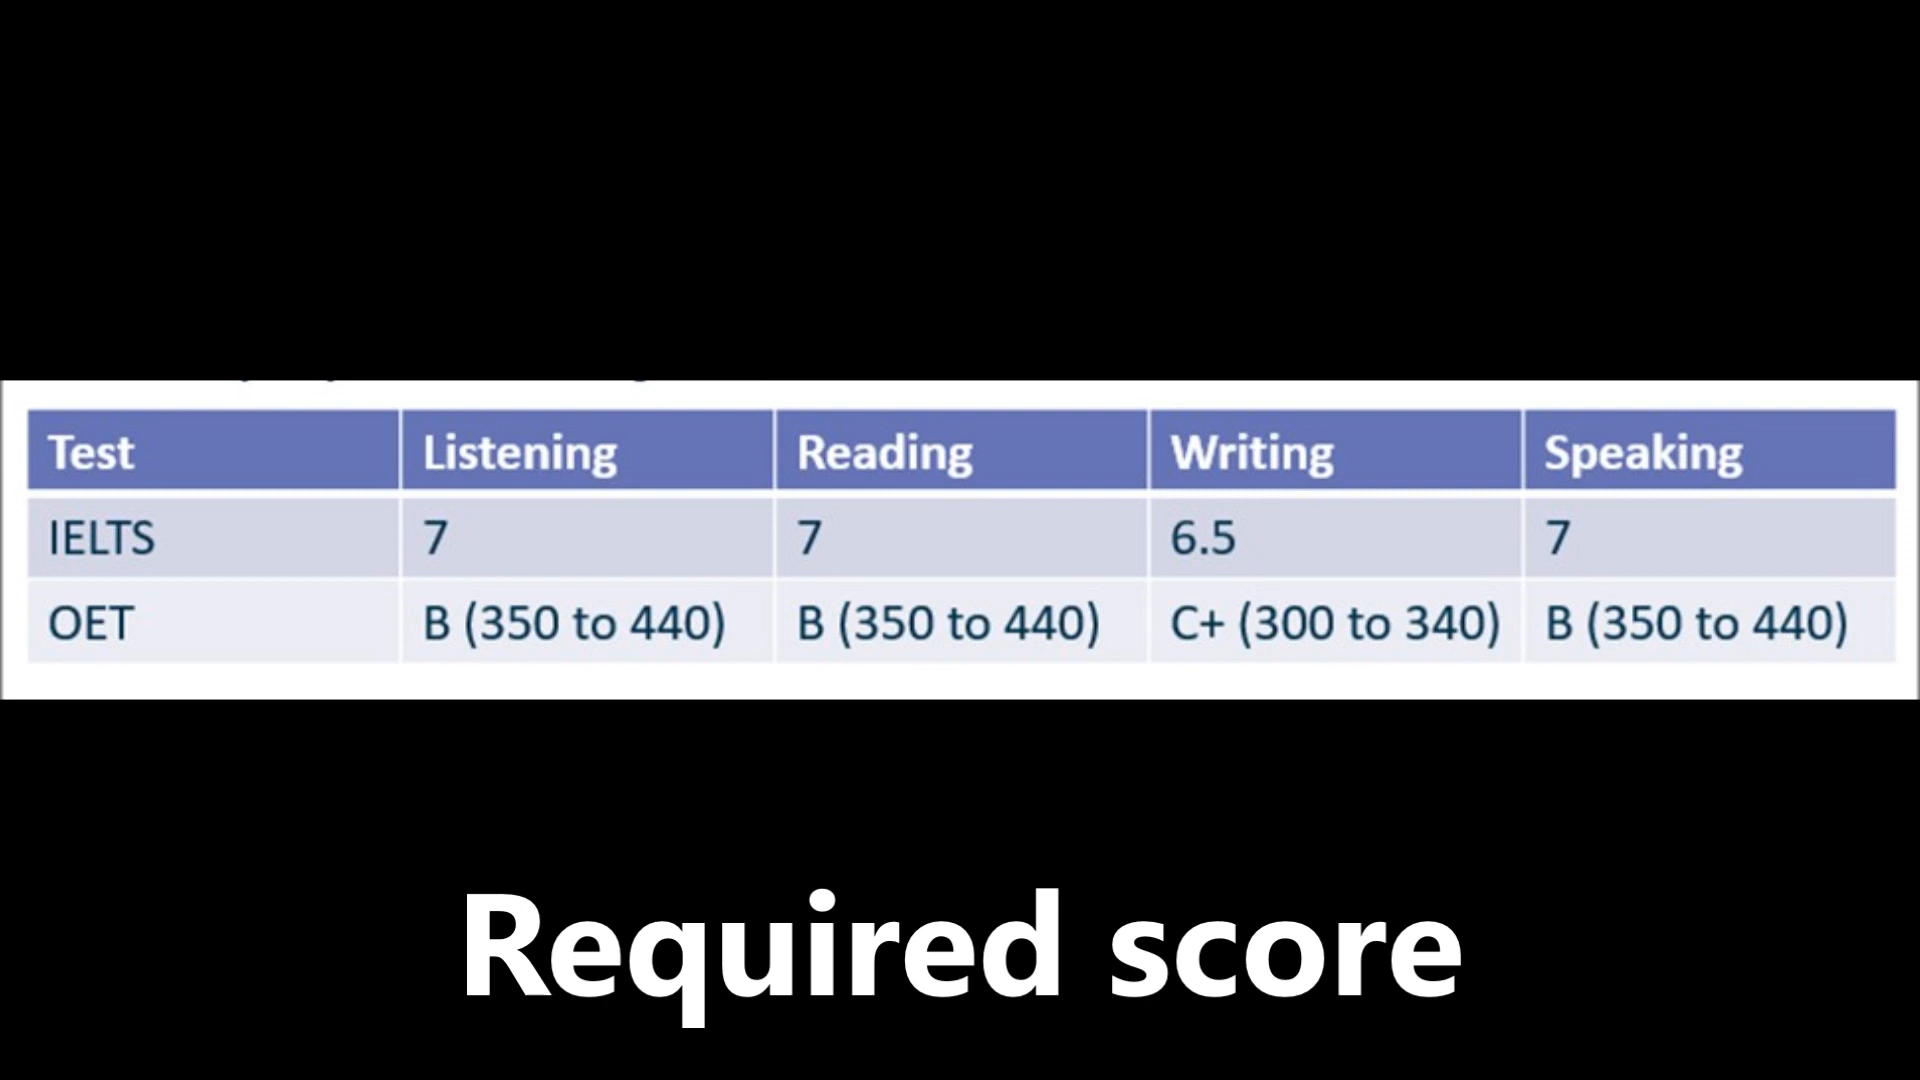 Test Listening Reading Writing Speaking
IELTS 7 7 6.5 7
OET B (350 to 440) B (350 to 440) C+ (300 to 340) B (350 to 440)
Required score